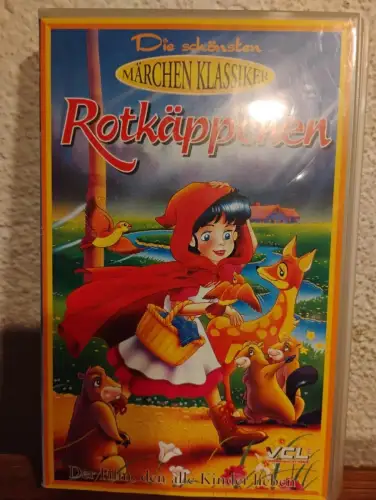 Die schönsten
MÄRCHEN KLASSIKER
Rotkäppchen
Der Film, den alle Kinder lieben
VCL